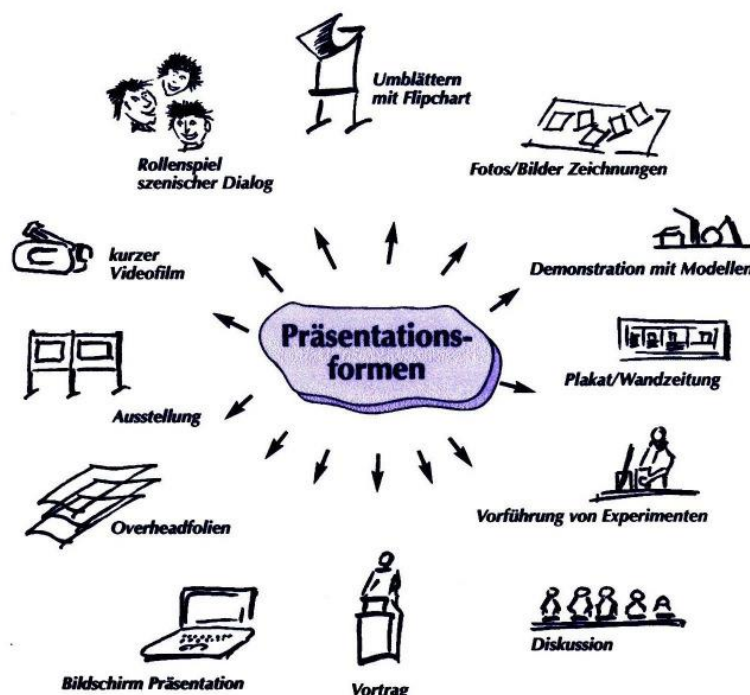 Umblättern
mit Flipchart
Rollenspiel
szenischer Dialog
Fotos/Bilder Zeichnungen
kurzer
Videofilm
Demonstration mit Modellen
Präsentations-
formen
Plakat/Wandzeitung
Ausstellung
Vorführung von Experimenten
Overheadfolien
Diskussion
Bildschirm Präsentation
Vortrag